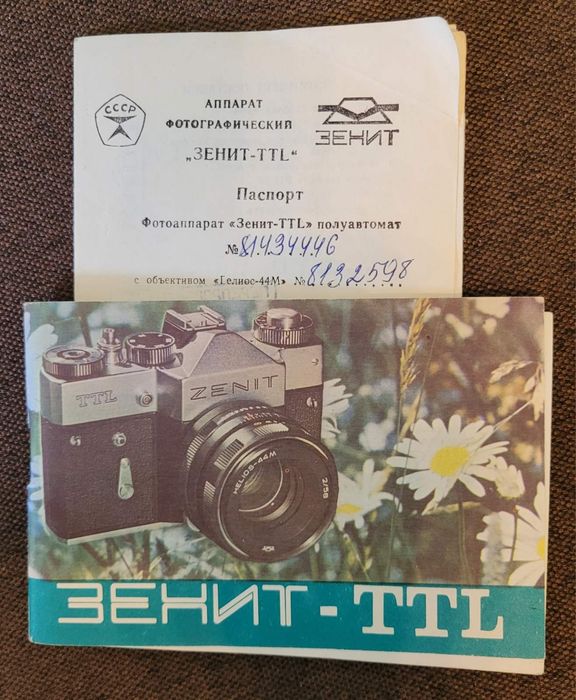 СССР
АППАРАТ
ФОТОГРАФИЧЕСКИЙ
ЗЕНИТ
„ЗЕНИТ-TTL“
Паспорт
Фотоаппарат «Зенит-TTL» полуавтомат
№ 81434446
с объективом «Гелиос-44М» № 8132598
TTL
ZENIT
HELIOS-44M
2/58
ЗЕНИТ-TTL